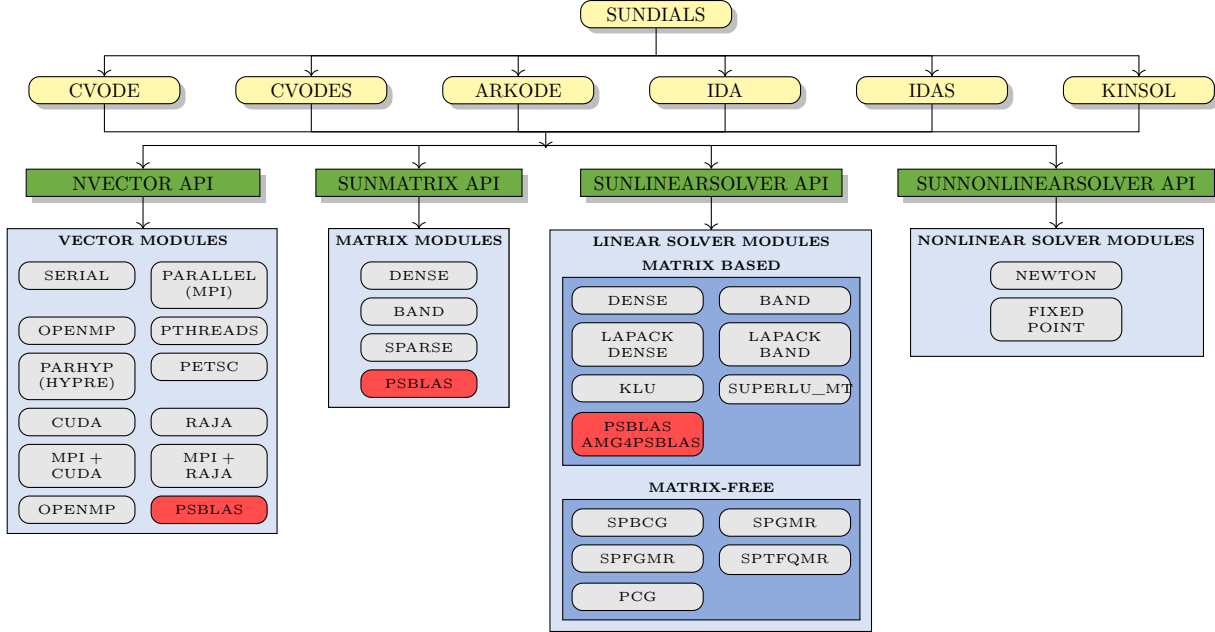 SUNDIALS
CVODE
CVODES
ARKODE
IDA
IDAS
KINSOL
NVECTOR API
SUNMATRIX API
SUNLINEARSOLVER API
SUNNONLINEARSOLVER API
VECTOR MODULES
SERIAL
PARALLEL
(MPI)
OPENMP
PTHREADS
PARHYP
(HYPRE)
PETSC
CUDA
RAJA
MPI +
CUDA
MPI +
RAJA
OPENMP
PSBLAS
MATRIX MODULES
DENSE
BAND
SPARSE
PSBLAS
LINEAR SOLVER MODULES
MATRIX BASED
DENSE
BAND
LAPACK
DENSE
LAPACK
BAND
KLU
SUPERLU_MT
PSBLAS
AMG4PSBLAS
MATRIX-FREE
SPBCG
SPGMR
SPFGMR
SPTFQMR
PCG
NONLINEAR SOLVER MODULES
NEWTON
FIXED
POINT